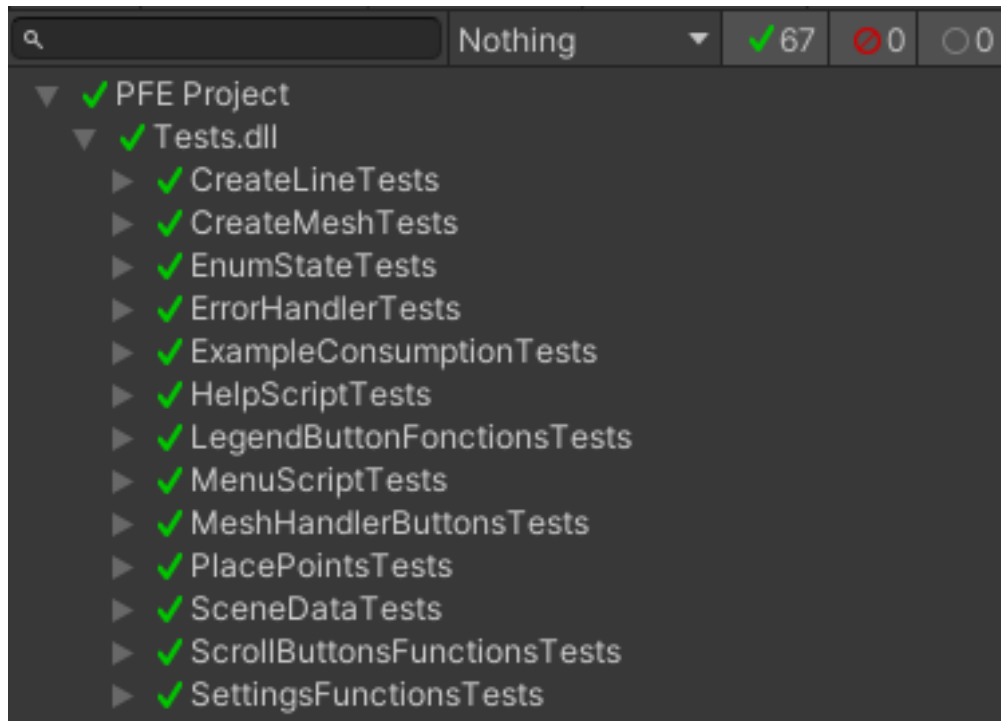 Nothing 67 0 0
PFE Project
Tests.dll
CreateLineTests
CreateMeshTests
EnumStateTests
ErrorHandlerTests
ExampleConsumptionTests
HelpScriptTests
LegendButtonFonctionsTests
MenuScriptTests
MeshHandlerButtonsTests
PlacePointsTests
SceneDataTests
ScrollButtonsFunctionsTests
SettingsFunctionsTests